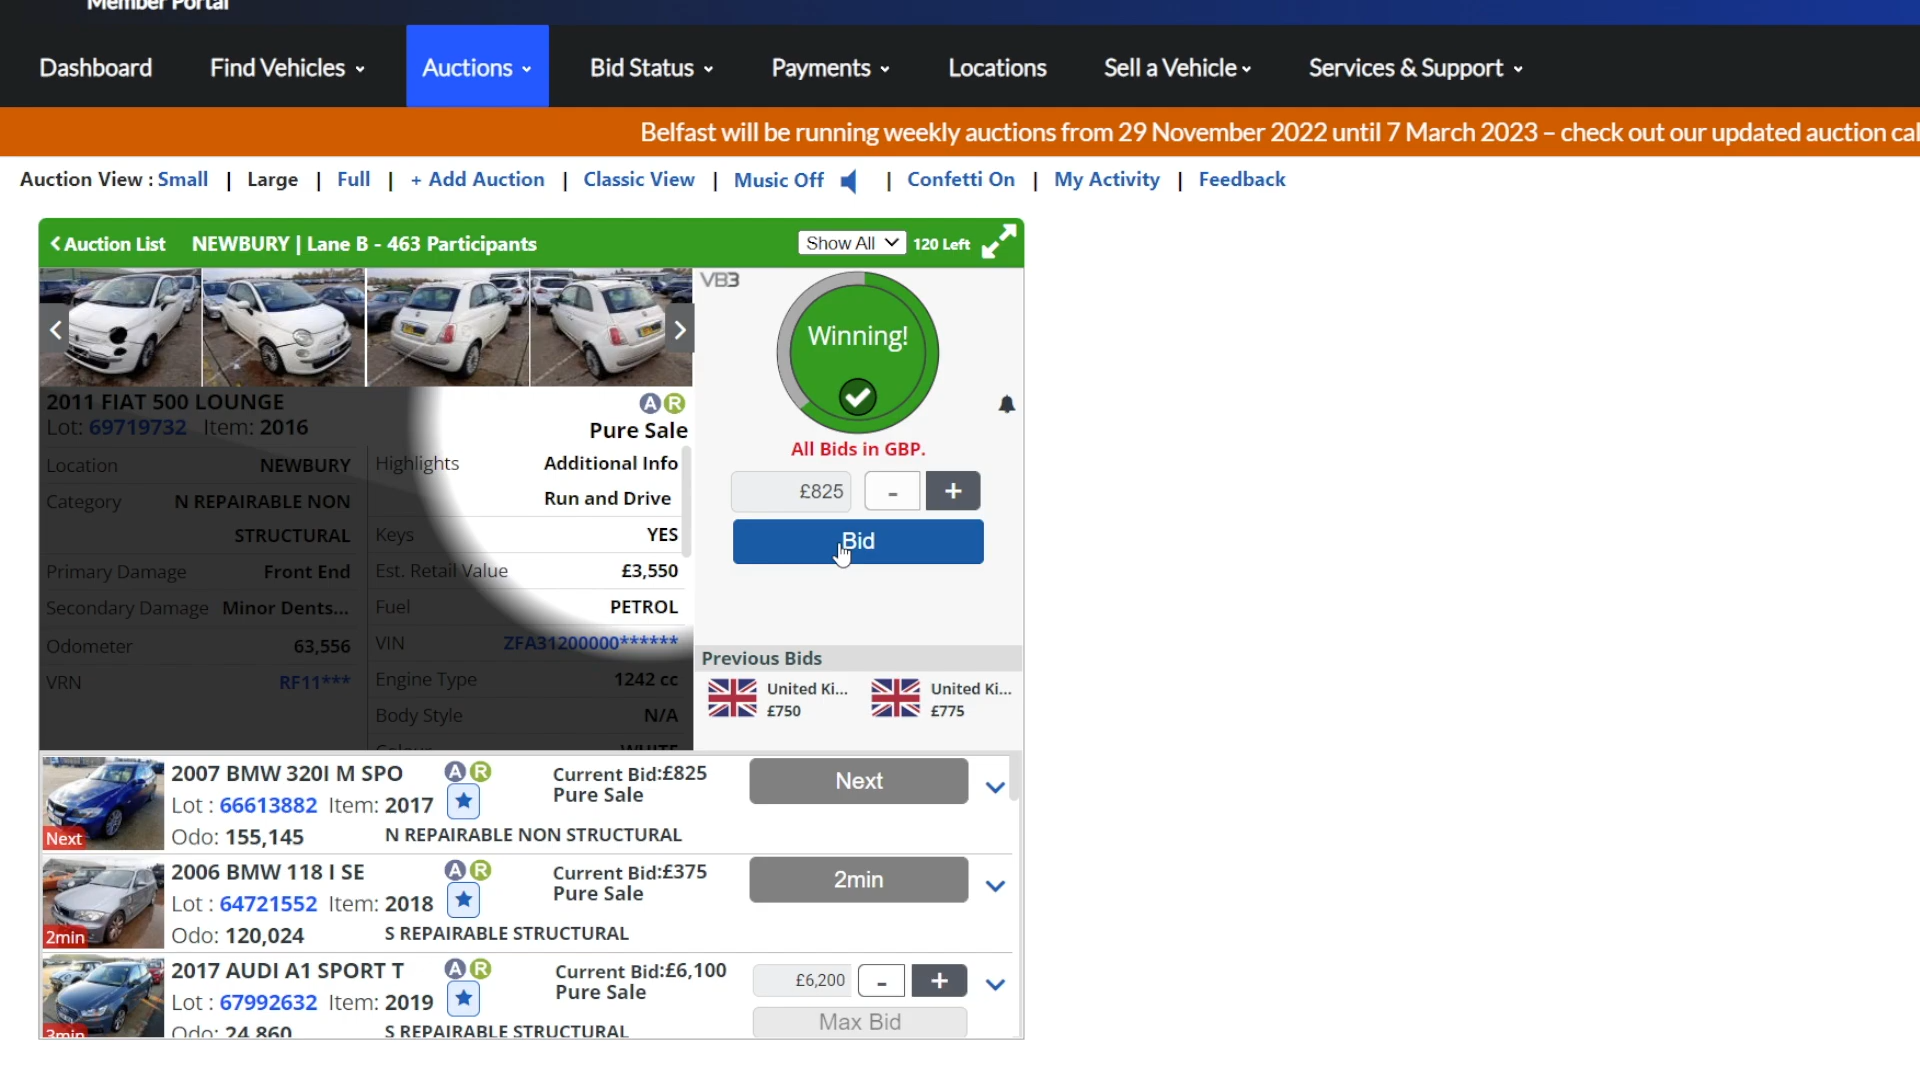 Member Portal
Dashboard Find Vehicles Auctions Bid Status Payments Locations Sell a Vehicle Services & Support
Belfast will be running weekly auctions from 29 November 2022 until 7 March 2023 – check out our updated auction cal
Auction View : Small | Large | Full | + Add Auction | Classic View | Music Off | Confetti On | My Activity | Feedback
Auction List NEWBURY | Lane B - 463 Participants Show All 120 Left
VB3
Winning!
2011 FIAT 500 LOUNGE A R
Lot: 69719732 Item: 2016 Pure Sale
All Bids in GBP.
Location NEWBURY Highlights Additional Info
£825 - +
Category N REPAIRABLE NON Run and Drive
STRUCTURAL Keys YES
Bid
Primary Damage Front End Est. Retail Value £3,550
Secondary Damage Minor Dents... Fuel PETROL
Odometer 63,556 VIN ZFA31200000******
VRN RF11*** Engine Type 1242 cc
Body Style N/A
Colour WHITE
Previous Bids
United Ki... United Ki...
£750 £775
2007 BMW 320I M SPO A R Current Bid:£825 Next
Lot : 66613882 Item: 2017 Pure Sale
Next Odo: 155,145 N REPAIRABLE NON STRUCTURAL
2006 BMW 118 I SE A R Current Bid:£375 2min
Lot : 64721552 Item: 2018 Pure Sale
2min Odo: 120,024 S REPAIRABLE STRUCTURAL
2017 AUDI A1 SPORT T A R Current Bid:£6,100 £6,200 - +
Lot : 67992632 Item: 2019 Pure Sale
Max Bid
3min Odo: 24,860 S REPAIRABLE STRUCTURAL